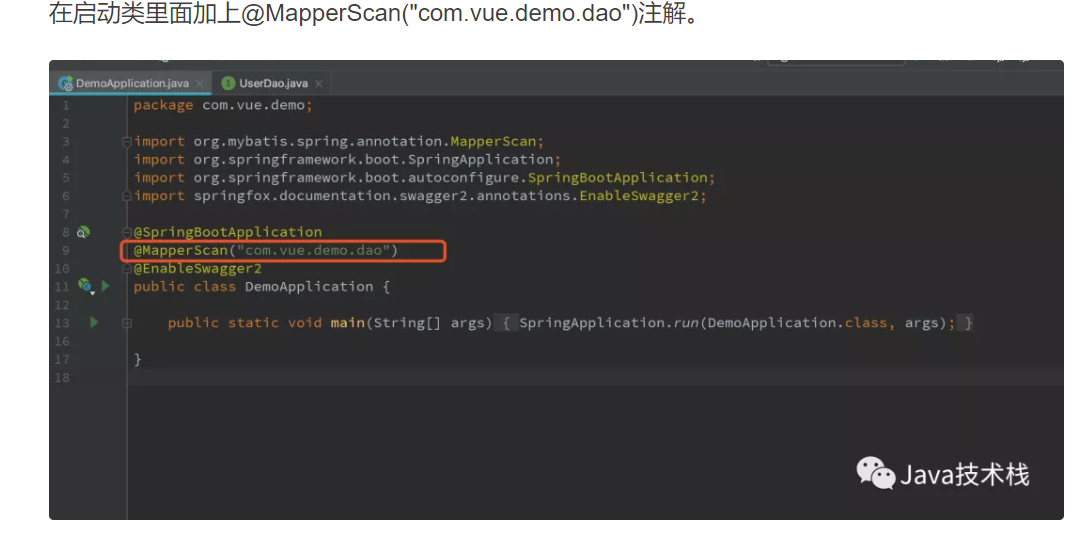 在启动类里面加上@MapperScan("com.vue.demo.dao")注解。
DemoApplication.java × UserDao.java ×
1 package com.vue.demo;
2
3 import org.mybatis.spring.annotation.MapperScan;
4 import org.springframework.boot.SpringApplication;
5 import org.springframework.boot.autoconfigure.SpringBootApplication;
6 import springfox.documentation.swagger2.annotations.EnableSwagger2;
7
8 @SpringBootApplication
9 @MapperScan("com.vue.demo.dao")
10 @EnableSwagger2
11 public class DemoApplication {
12
13 public static void main(String[] args) { SpringApplication.run(DemoApplication.class, args); }
16
17 }
18
Java技术栈